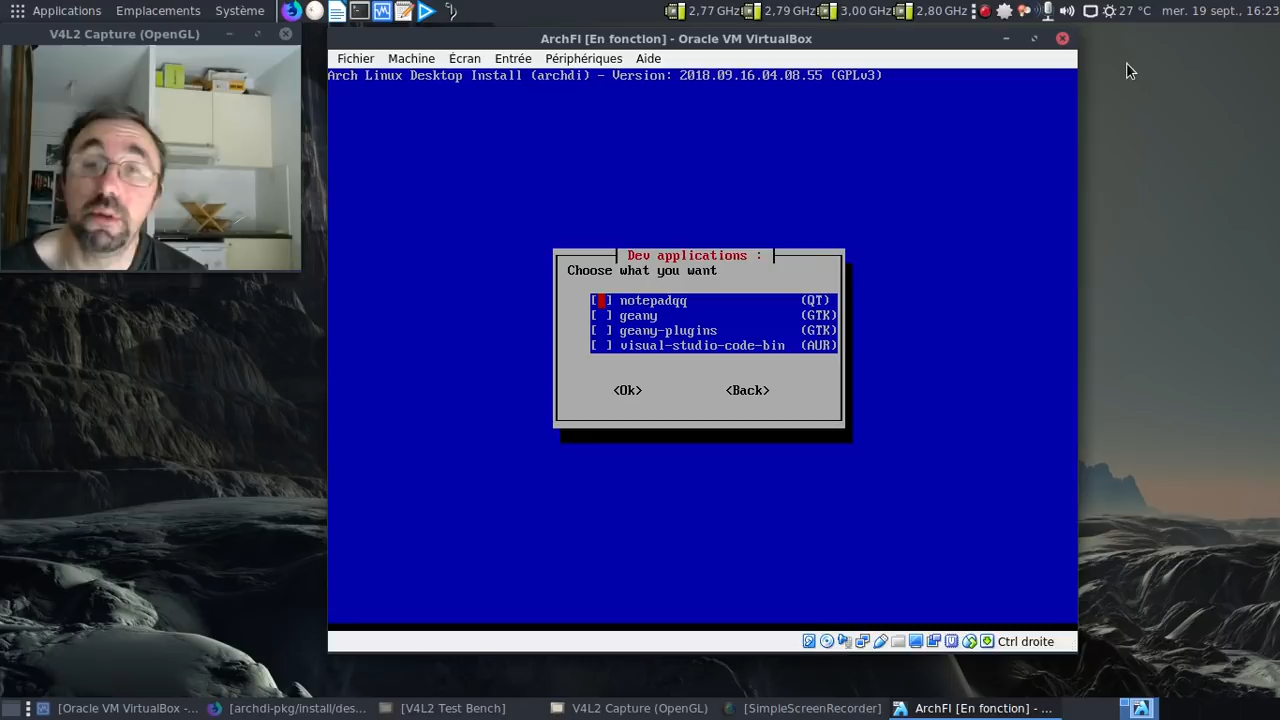 Applications Emplacements Système 2,77 GHz 2,79 GHz 3,00 GHz 2,80 GHz 27 °C mer. 19 sept., 16:23
V4L2 Capture (OpenGL)
ArchFI [En fonction] - Oracle VM VirtualBox
Fichier Machine Écran Entrée Périphériques Aide
Arch Linux Desktop Install (archdi) - Version: 2018.09.16.04.08.55 (GPLv3)
Dev applications :
Choose what you want
[ ] notepadqq (QT)
[ ] geany (GTK)
[ ] geany-plugins (GTK)
[ ] visual-studio-code-bin (AUR)
<Ok> <Back>
Ctrl droite
[Oracle VM VirtualBox -... [archdi-pkg/install/des... [V4L2 Test Bench] V4L2 Capture (OpenGL) [SimpleScreenRecorder] ArchFI [En fonction] - ...